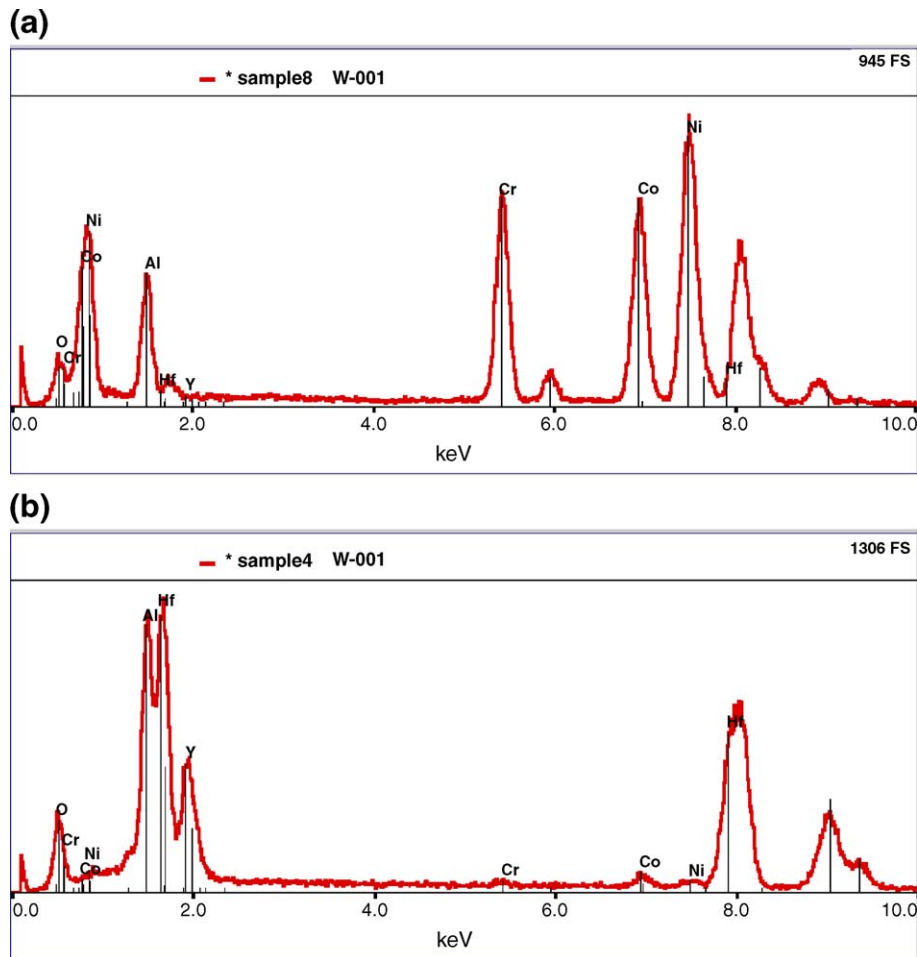 (a)
945 FS
* sample8 W-001
Ni
Ni
Co
Cr
Co
Al
O
Cr
Hf
Y
Hf
0.0 2.0 4.0 6.0 8.0 10.0
keV
(b)
1306 FS
* sample4 W-001
Hf
Al
Hf
Y
O
Cr
Ni
Co
Cr
Co
Ni
0.0 2.0 4.0 6.0 8.0 10.0
keV